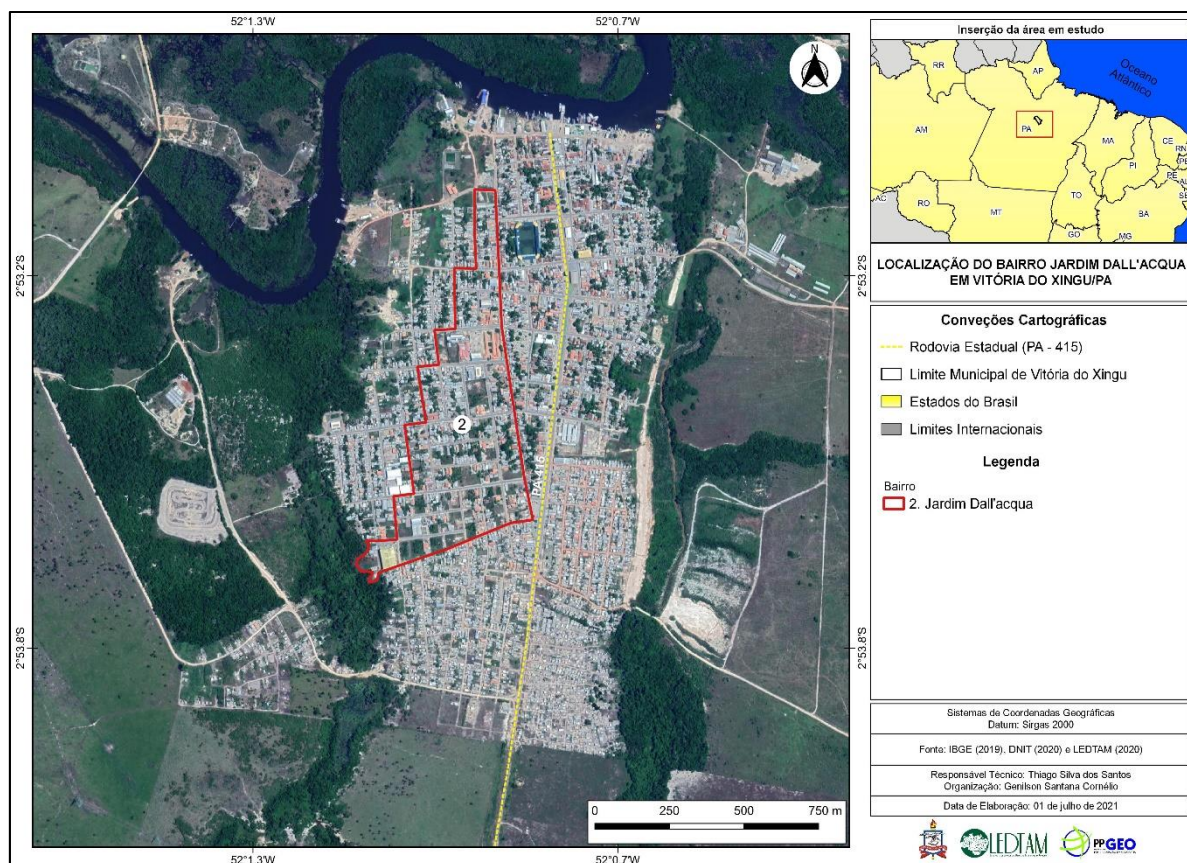 52°1.3'W
52°0.7'W
2°53.2'S
2°53.2'S
2°53.8'S
2°53.8'S
52°1.3'W
52°0.7'W
N
2
PA-416
0 250 500 750 m
Inserção da área em estudo
RR
AP
Oceano
Atlântico
AM
PA
MA
CE
RN
PB
PI
PE
AL
SE
AC
RO
MT
TO
BA
GO
MG
LOCALIZAÇÃO DO BAIRRO JARDIM DALL'ACQUA
EM VITÓRIA DO XINGU/PA
Conveções Cartográficas
Rodovia Estadual (PA - 415)
Limite Municipal de Vitória do Xingu
Estados do Brasil
Limites Internacionais
Legenda
Bairro
2. Jardim Dall'acqua
Sistemas de Coordenadas Geográficas
Datum: Sirgas 2000
Fonte: IBGE (2019), DNIT (2020) e LEDTAM (2020)
Responsável Técnico: Thiago Silva dos Santos
Organização: Genilson Santana Cornélio
Data de Elaboração: 01 de julho de 2021
LEDTAM
PPGEO